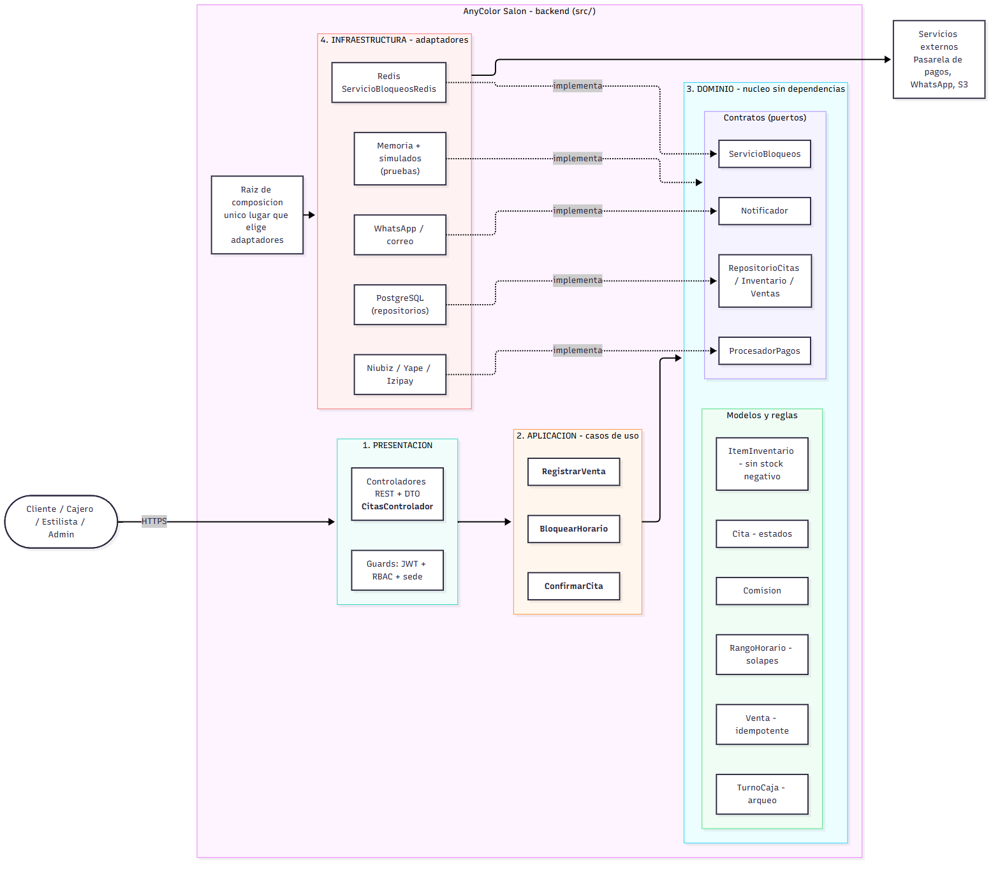 AnyColor Salon - backend (src/)
4. INFRAESTRUCTURA - adaptadores
Redis
ServicioBloqueosRedis
Memoria +
simulados
(pruebas)
WhatsApp /
correo
PostgreSQL
(repositorios)
Niubiz / Yape /
Izipay
Raiz de
composicion
unico lugar que
elige
adaptadores
implementa
implementa
implementa
implementa
implementa
Servicios
externos
Pasarela de
pagos,
WhatsApp, S3
3. DOMINIO - nucleo sin dependencias
Contratos (puertos)
ServicioBloqueos
Notificador
RepositorioCitas
/ Inventario /
Ventas
ProcesadorPagos
Modelos y reglas
ItemInventario
- sin stock
negativo
Cita - estados
Comision
RangoHorario -
solapes
Venta -
idempotente
TurnoCaja -
arqueo
Cliente / Cajero
/ Estilista /
Admin
HTTPS
1. PRESENTACION
Controladores
REST + DTO
CitasControlador
Guards: JWT +
RBAC + sede
2. APLICACION - casos de uso
RegistrarVenta
BloquearHorario
ConfirmarCita